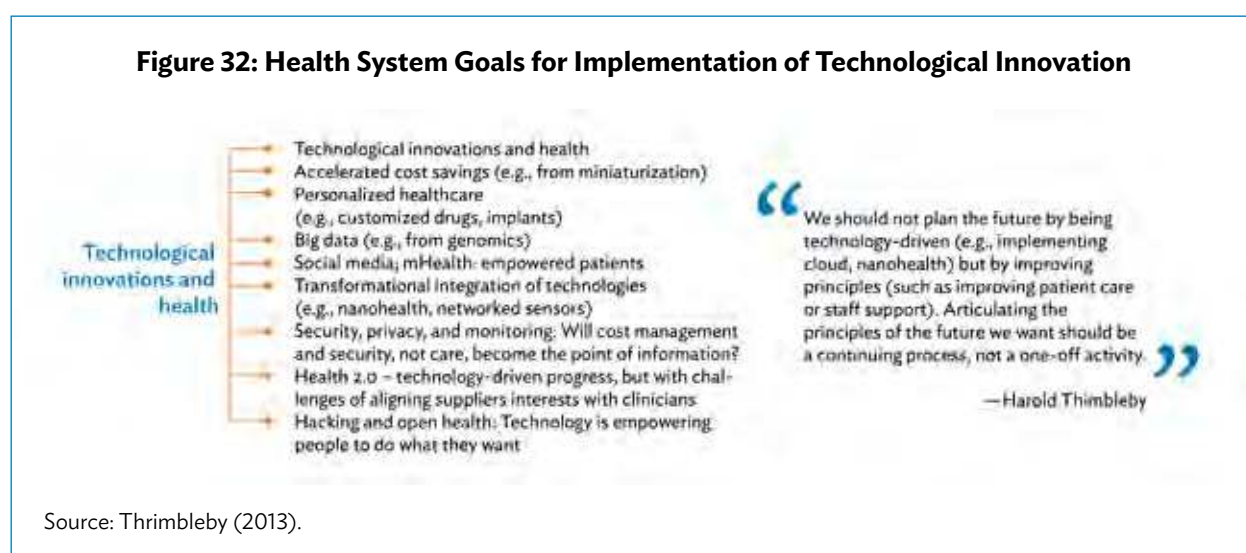 Figure 32: Health System Goals for Implementation of Technological Innovation
Technological
innovations and
health
Technological innovations and health
Accelerated cost savings (e.g., from miniaturization)
Personalized healthcare
(e.g., customized drugs, implants)
Big data (e.g., from genomics)
Social media; mHealth: empowered patients
Transformational integration of technologies
(e.g., nanohealth, networked sensors)
Security, privacy, and monitoring: Will cost management
and security, not care, become the point of information?
Health 2.0 – technology-driven progress, but with chal-
lenges of aligning suppliers interests with clinicians
Hacking and open health: Technology is empowering
people to do what they want
“
We should not plan the future by being
technology-driven (e.g., implementing
cloud, nanohealth) but by improving
principles (such as improving patient care
or staff support). Articulating the
principles of the future we want should be
a continuing process, not a one-off activity.
”
—Harold Thimbleby
Source: Thrimbleby (2013).